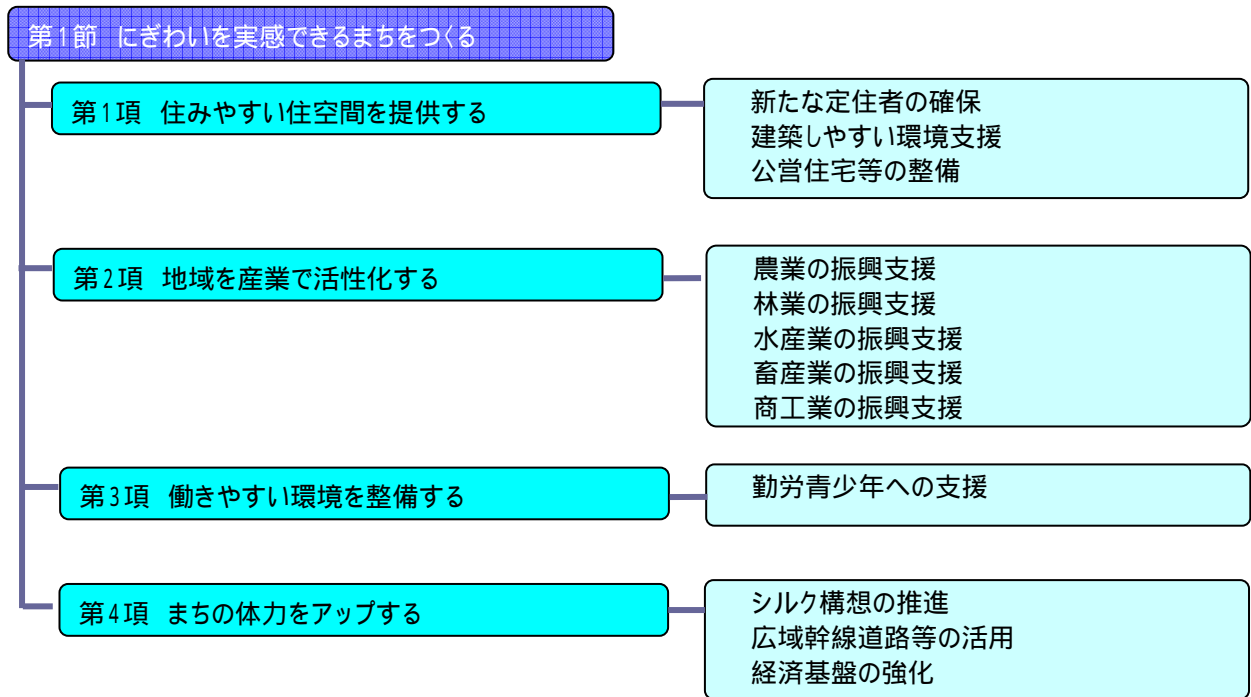 第1節 にぎわいを実感できるまちをつくる
第1項 住みやすい住空間を提供する
新たな定住者の確保
建築しやすい環境支援
公営住宅等の整備
第2項 地域を産業で活性化する
農業の振興支援
林業の振興支援
水産業の振興支援
畜産業の振興支援
商工業の振興支援
第3項 働きやすい環境を整備する
勤労青少年への支援
第4項 まちの体力をアップする
シルク構想の推進
広域幹線道路等の活用
経済基盤の強化